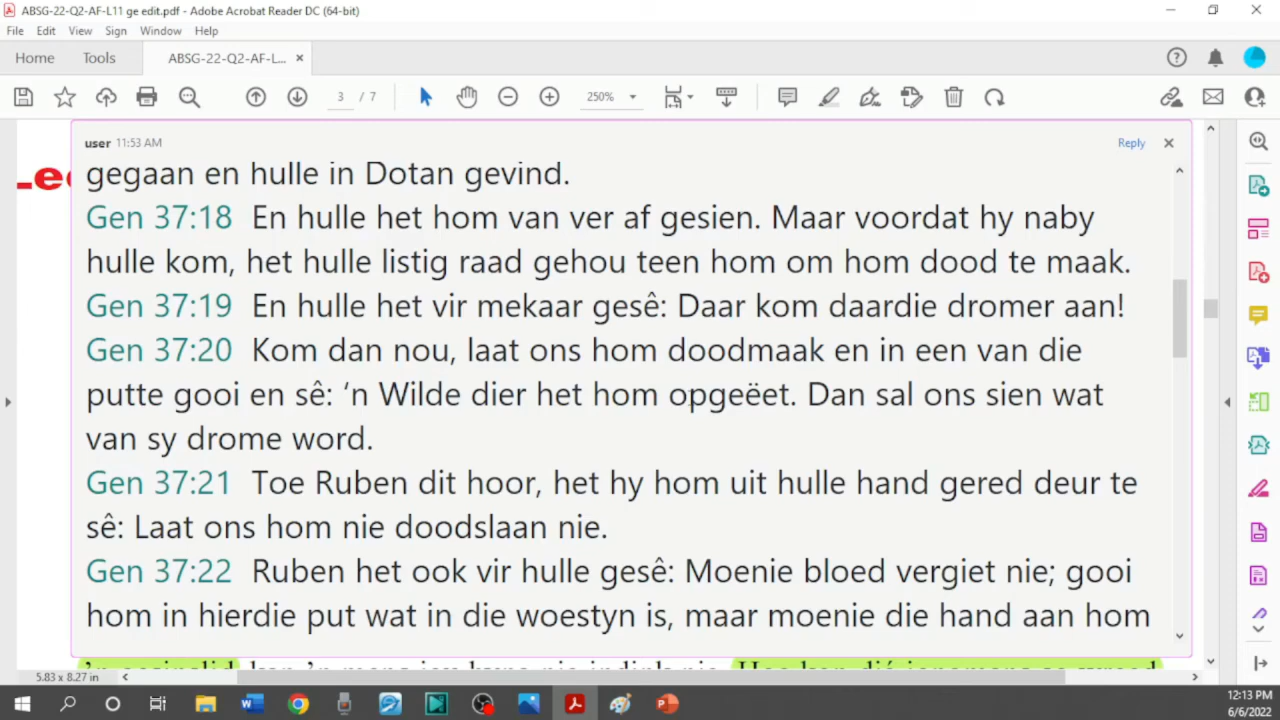 ABSG-22-Q2-AF-L11 ge edit.pdf - Adobe Acrobat Reader DC (64-bit)
File Edit View Sign Window Help
Home Tools ABSG-22-Q2-AF-L... ×
3 / 7 250%
user 11:53 AM Reply
gegaan en hulle in Dotan gevind.
Gen 37:18 En hulle het hom van ver af gesien. Maar voordat hy naby
hulle kom, het hulle listig raad gehou teen hom om hom dood te maak.
Gen 37:19 En hulle het vir mekaar gesê: Daar kom daardie dromer aan!
Gen 37:20 Kom dan nou, laat ons hom doodmaak en in een van die
putte gooi en sê: ‘n Wilde dier het hom opgeëet. Dan sal ons sien wat
van sy drome word.
Gen 37:21 Toe Ruben dit hoor, het hy hom uit hulle hand gered deur te
sê: Laat ons hom nie doodslaan nie.
Gen 37:22 Ruben het ook vir hulle gesê: Moenie bloed vergiet nie; gooi
hom in hierdie put wat in die woestyn is, maar moenie die hand aan hom
5.83 x 8.27 in
12:13 PM
6/6/2022